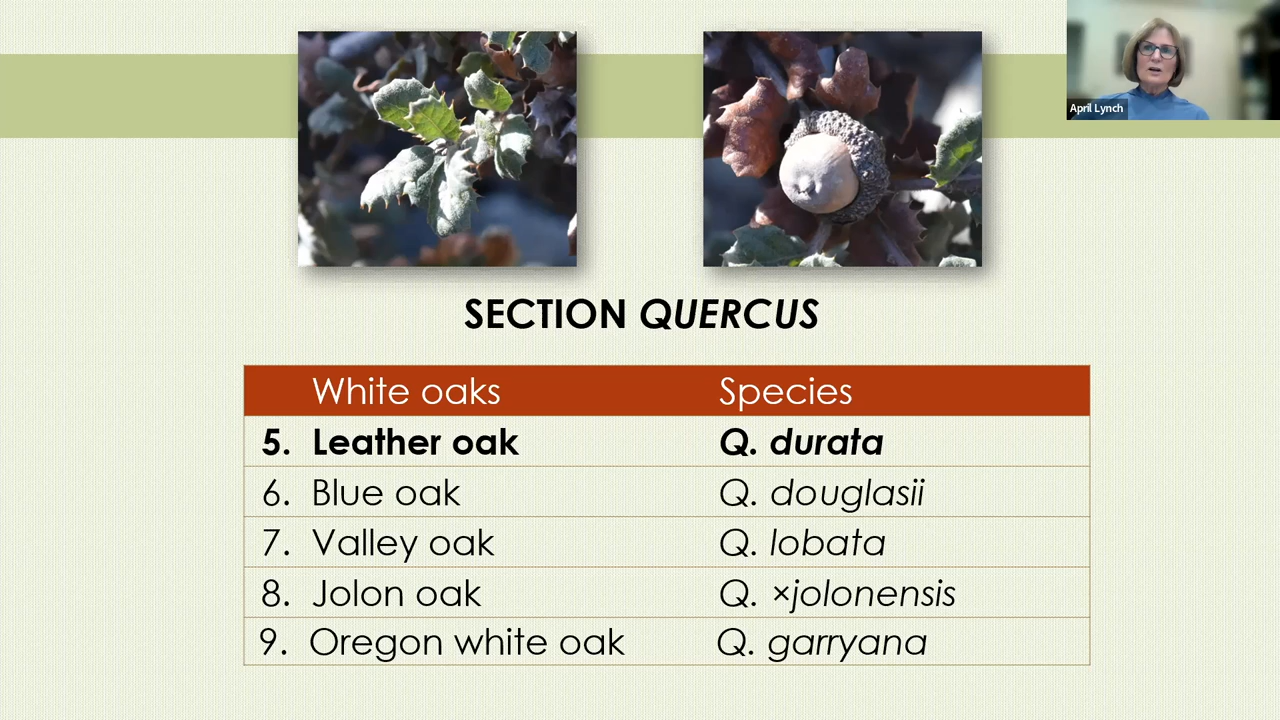 April Lynch
SECTION QUERCUS
White oaks Species
5. Leather oak Q. durata
6. Blue oak Q. douglasii
7. Valley oak Q. lobata
8. Jolon oak Q. ×jolonensis
9. Oregon white oak Q. garryana